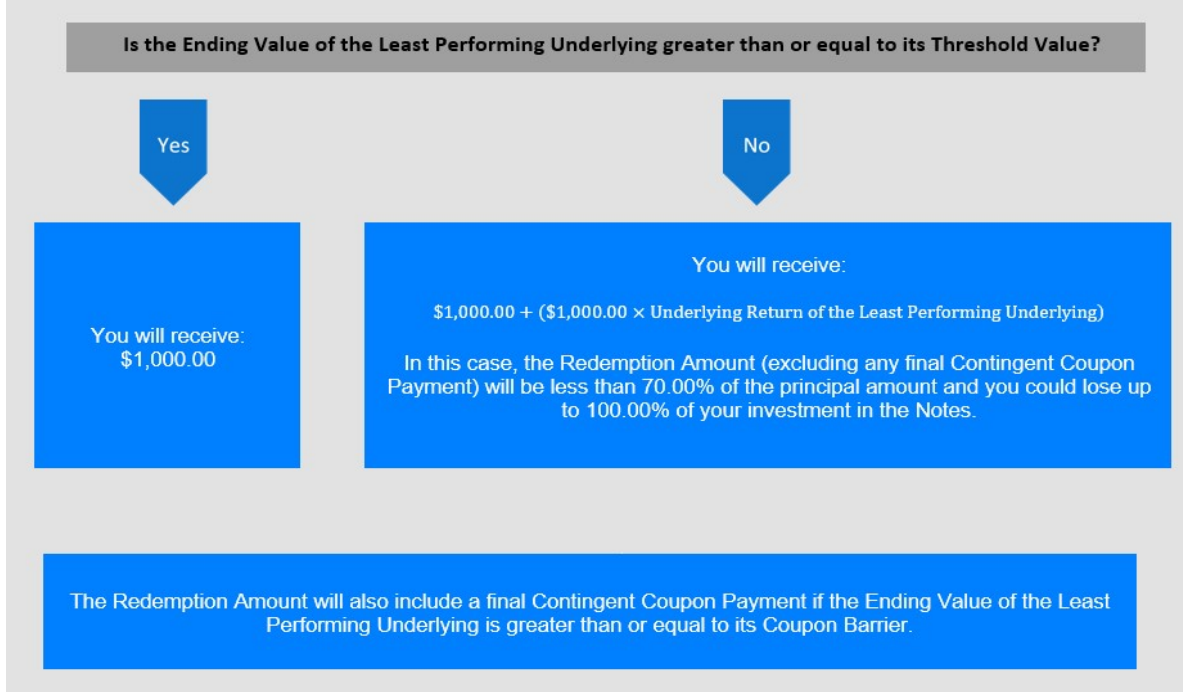 Is the Ending Value of the Least Performing Underlying greater than or equal to its Threshold Value?
Yes
No
You will receive:
$1,000.00
You will receive:
$1,000.00 + ($1,000.00 × Underlying Return of the Least Performing Underlying)
In this case, the Redemption Amount (excluding any final Contingent Coupon
Payment) will be less than 70.00% of the principal amount and you could lose up
to 100.00% of your investment in the Notes.
The Redemption Amount will also include a final Contingent Coupon Payment if the Ending Value of the Least
Performing Underlying is greater than or equal to its Coupon Barrier.